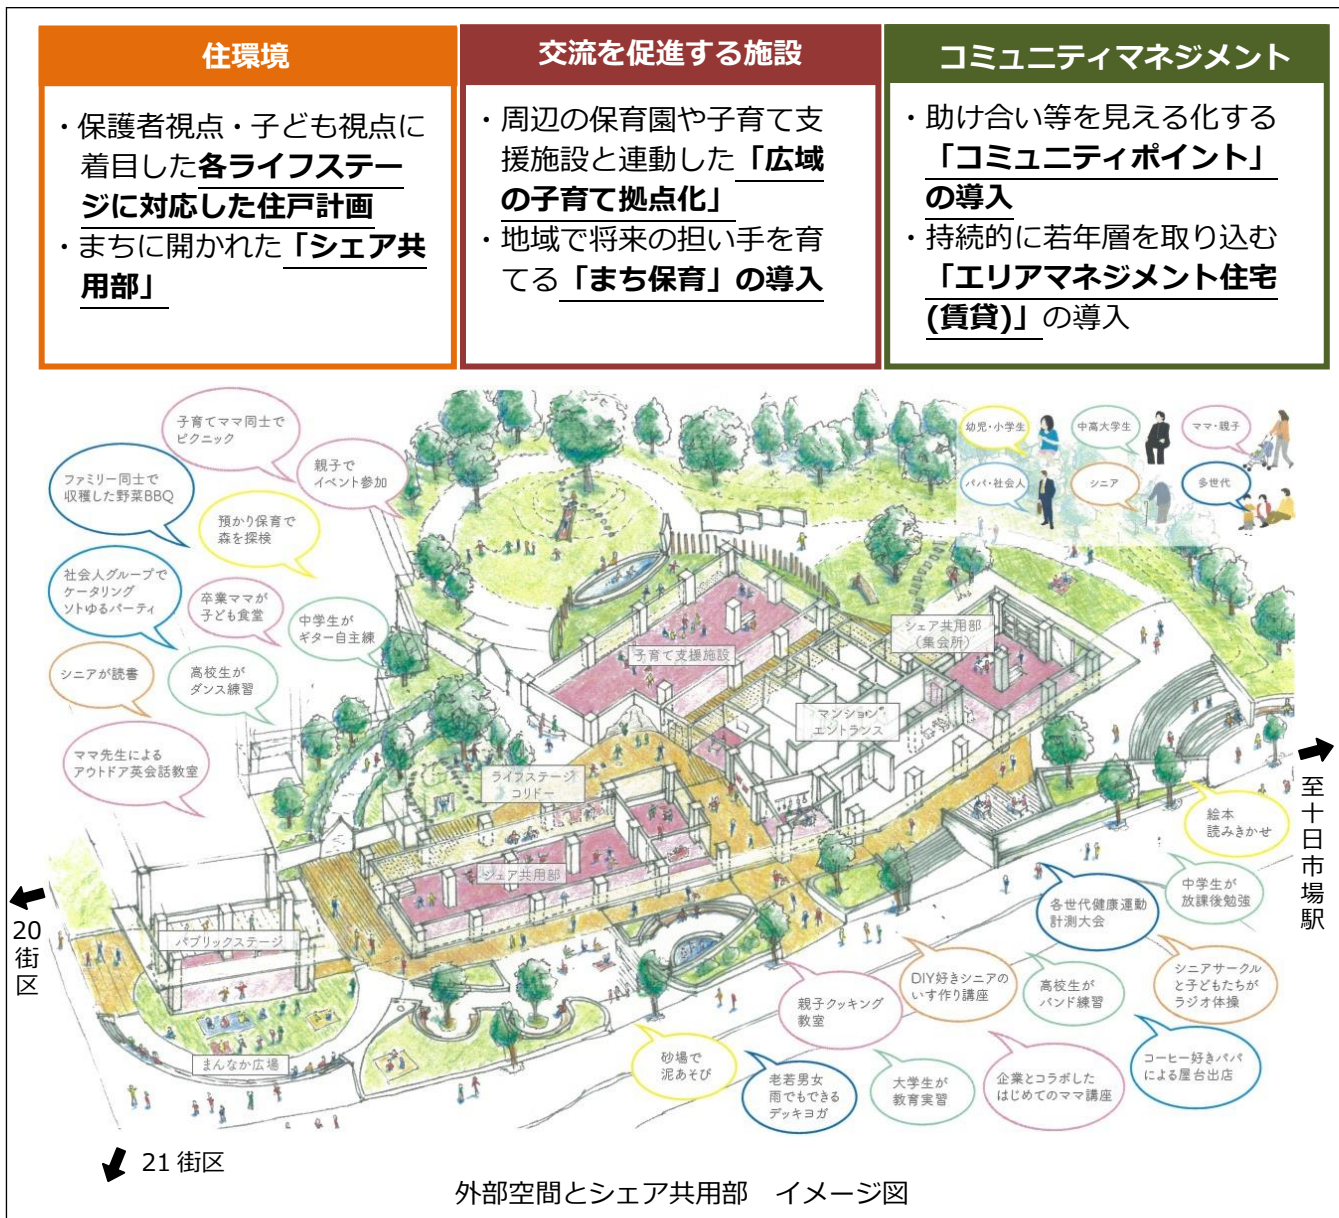 住環境
・保護者視点・子ども視点に
着目した各ライフステー
ジに対応した住戸計画
・まちに開かれた「シェア共
用部」
交流を促進する施設
・周辺の保育園や子育て支
援施設と連動した「広域
の子育て拠点化」
・地域で将来の担い手を育
てる「まち保育」の導入
コミュニティマネジメント
・助け合い等を見える化する
「コミュニティポイント」
の導入
・持続的に若年層を取り込む
「エリアマネジメント住宅
(賃貸)」の導入
子育てママ同士で
ピクニック
ファミリー同士で
収穫した野菜BBQ
親子で
イベント参加
預かり保育で
森を探検
社会人グループで
ケータリング
ソトゆるパーティ
卒業ママが
子ども食堂
中学生が
ギター自主練
シニアが読書
高校生が
ダンス練習
ママ先生による
アウトドア英会話教室
幼児・小学生
中高大学生
ママ・親子
パパ・社会人
シニア
多世代
子育て支援施設
シェア共用部
(集会所)
マンション
エントランス
ライフステージ
コリドー
シェア共用部
パブリックステージ
まんなか広場
20
街
区
21 街区
至
十
日
市
場
駅
絵本
読みきかせ
中学生が
放課後勉強
各世代健康運動
計測大会
シニアサークル
と子どもたちが
ラジオ体操
高校生が
バンド練習
DIY好きシニアの
いす作り講座
親子クッキング
教室
砂場で
泥あそび
老若男女
雨でもできる
デッキヨガ
大学生が
教育実習
企業とコラボした
はじめてのママ講座
コーヒー好きパパ
による屋台出店
外部空間とシェア共用部　イメージ図